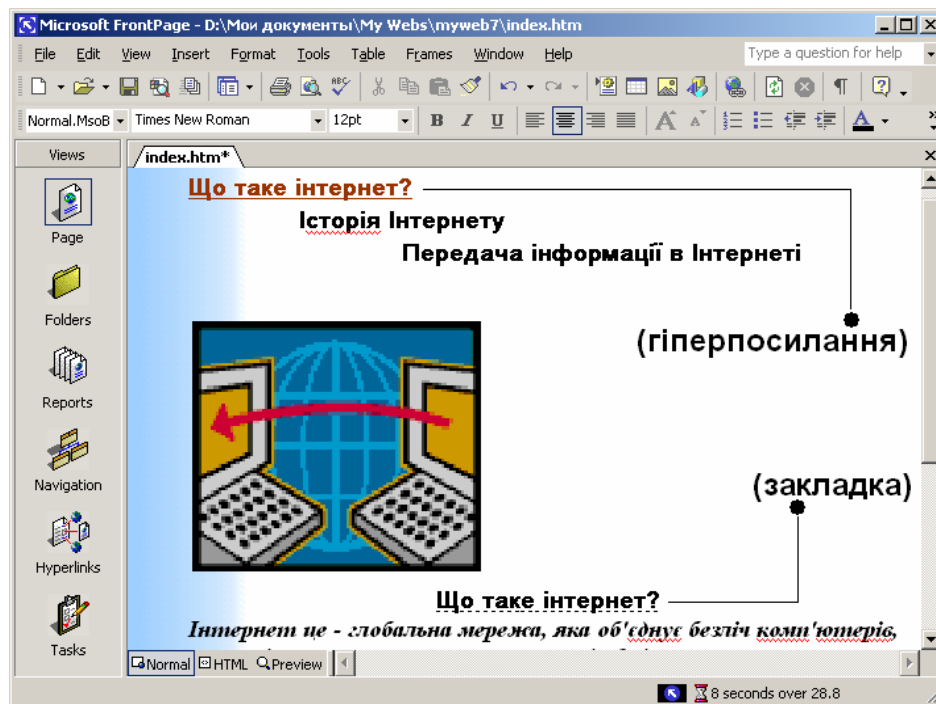 Microsoft FrontPage - D:\Мои документы\My Webs\myweb7\index.htm
File Edit View Insert Format Tools Table Frames Window Help Type a question for help
Normal.MsoB Times New Roman 12pt B I U A A A
Views index.htm*
Що таке інтернет?
Історія Інтернету
Page
Передача інформації в Інтернеті
Folders
(гіперпосилання)
Reports
Navigation
(закладка)
Hyperlinks
Що таке інтернет?
Інтернет це - глобальна мережа, яка об'єднує безліч комп'ютерів,
Tasks
Normal HTML Preview
8 seconds over 28.8